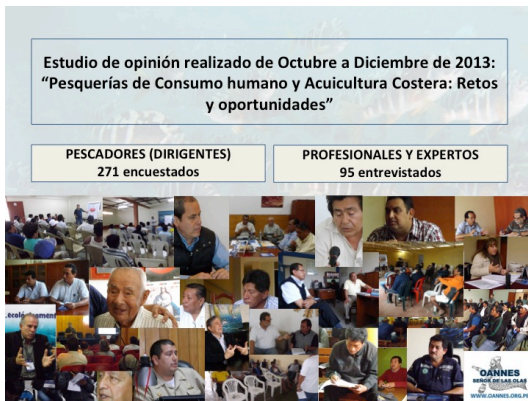 Estudio de opinión realizado de Octubre a Diciembre de 2013:
“Pesquerías de Consumo humano y Acuicultura Costera: Retos
y oportunidades”
PESCADORES (DIRIGENTES)
271 encuestados
PROFESIONALES Y EXPERTOS
95 entrevistados
.ecológicament
OANNES
SEÑOR DE LAS OLAS
WWW.OANNES.ORG.PE